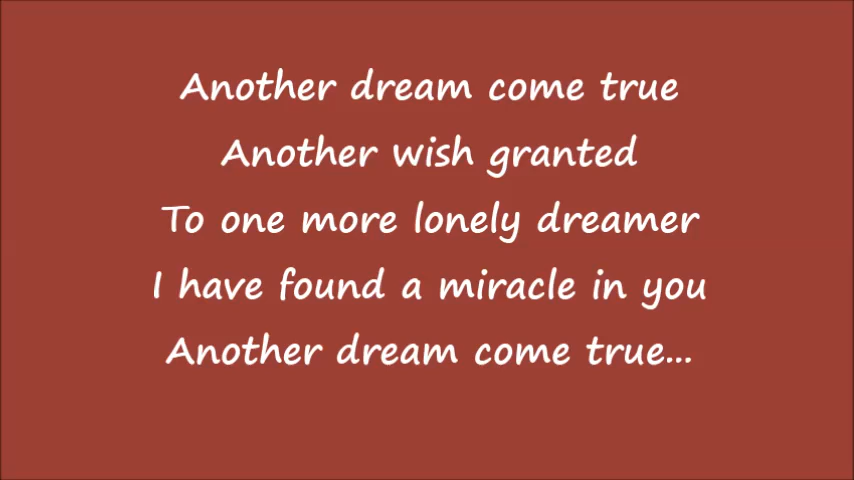 Another dream come true
Another wish granted
To one more lonely dreamer
I have found a miracle in you
Another dream come true...